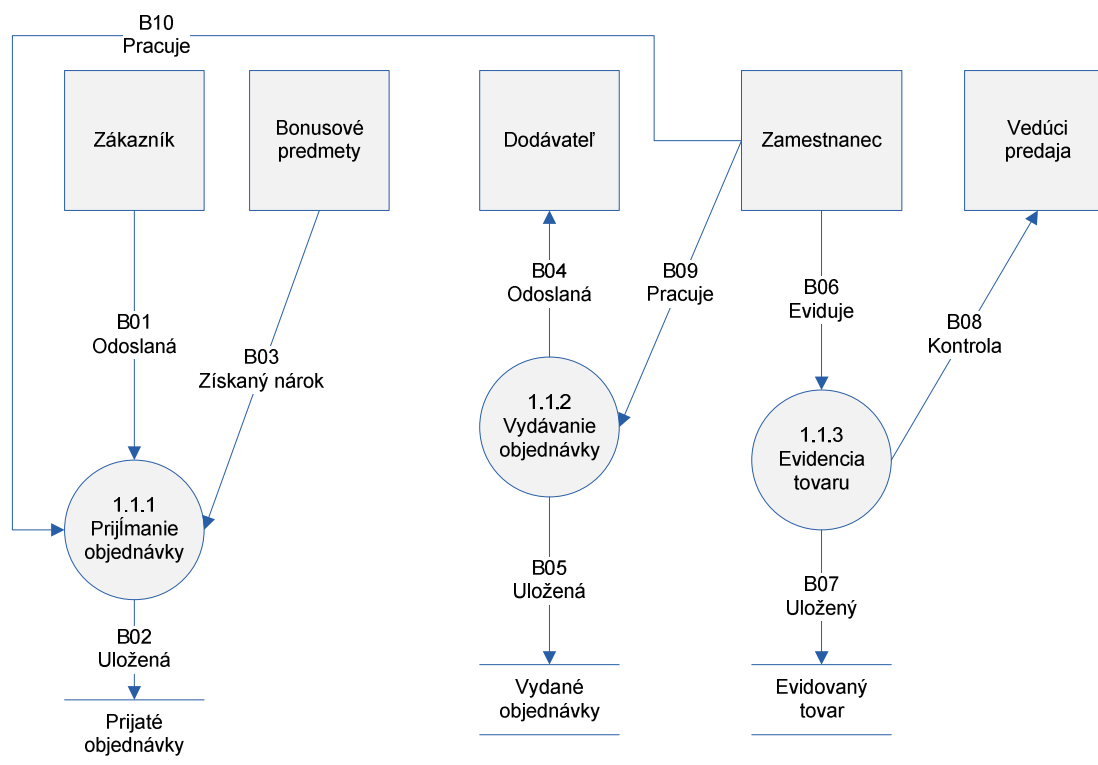 B10
Pracuje
Zákazník
Bonusové
predmety
Dodávateľ
Zamestnanec
Vedúci
predaja
B01
Odoslaná
B03
Získaný nárok
B04
Odoslaná
B09
Pracuje
B06
Eviduje
B08
Kontrola
1.1.1
Prijĺmanie
objednávky
1.1.2
Vydávanie
objednávky
1.1.3
Evidencia
tovaru
B02
Uložená
B05
Uložená
B07
Uložený
Prijaté
objednávky
Vydané
objednávky
Evidovaný
tovar